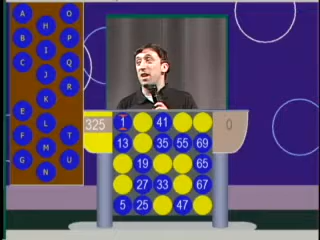 A H O
B I P
C J Q
K R
E L
F M T
G N U
325 0
1 41
13 35 55 69
19 65
27 33 67
5 25 47